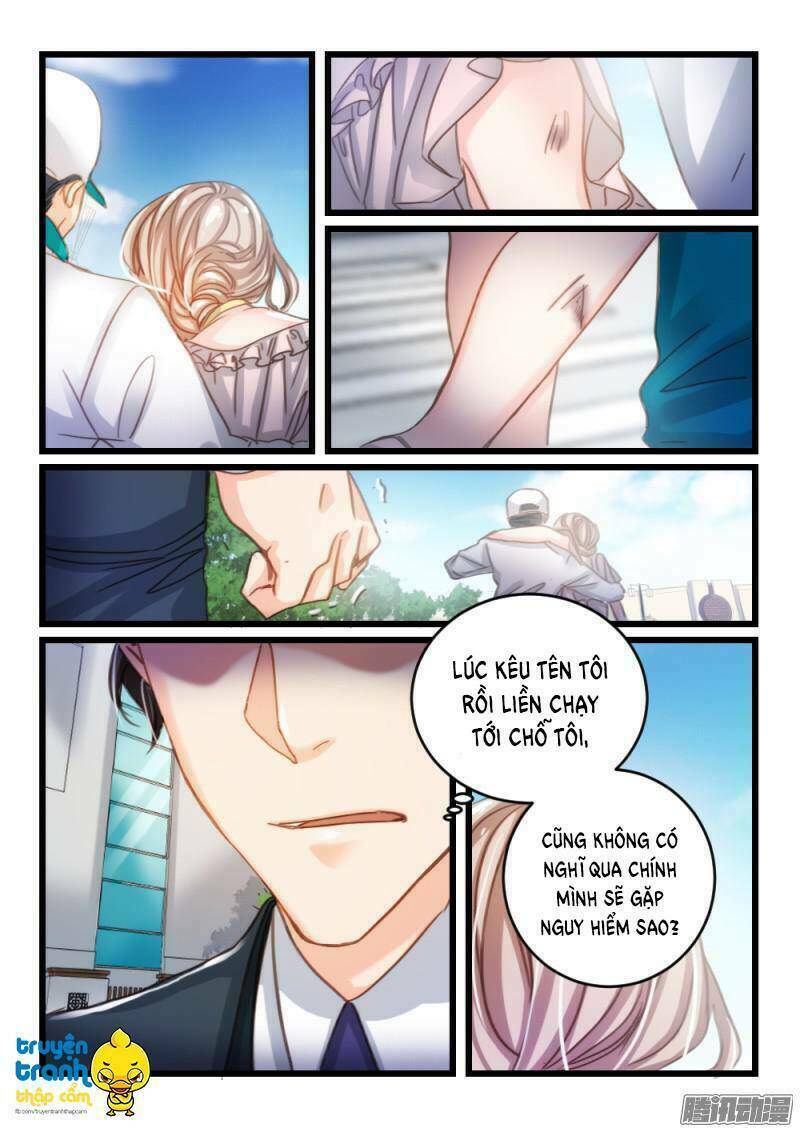 LÚC KÊU TÊN TÔI
RỒI LIỀN CHẠY
TỚI CHỖ TÔI,
CŨNG KHÔNG CÓ
NGHĨ QUA CHÍNH
MÌNH SẼ GẶP
NGUY HIỂM SAO?
truyện
tranh
thập cẩm
fb.com/truyentranhthapcam
腾讯动漫